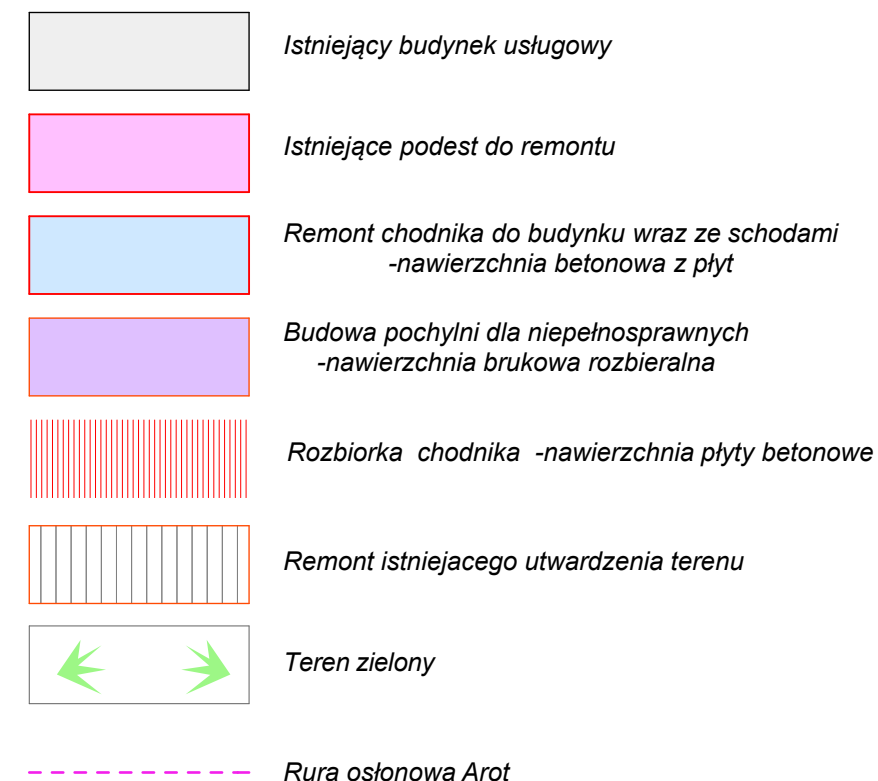 Istniejący budynek usługowy
Istniejące podest do remontu
Remont chodnika do budynku wraz ze schodami
-nawierzchnia betonowa z płyt
Budowa pochylni dla niepełnosprawnych
-nawierzchnia brukowa rozbieralna
Rozbiorka chodnika -nawierzchnia płyty betonowe
Remont istniejacego utwardzenia terenu
Teren zielony
Rura osłonowa Arot